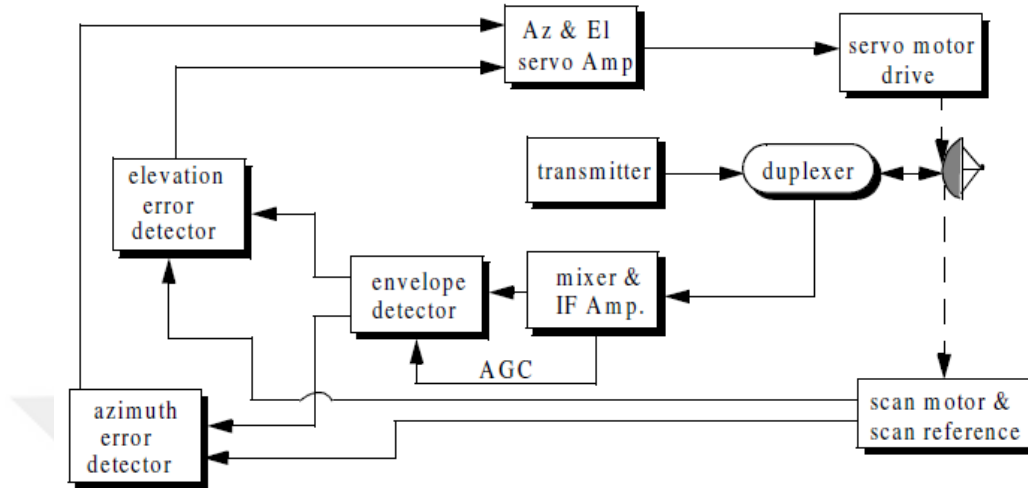 Az & El
servo Amp
servo motor
drive
elevation
error
detector
transmitter
duplexer
envelope
detector
mixer &
IF Amp.
AGC
azimuth
error
detector
scan motor &
scan reference